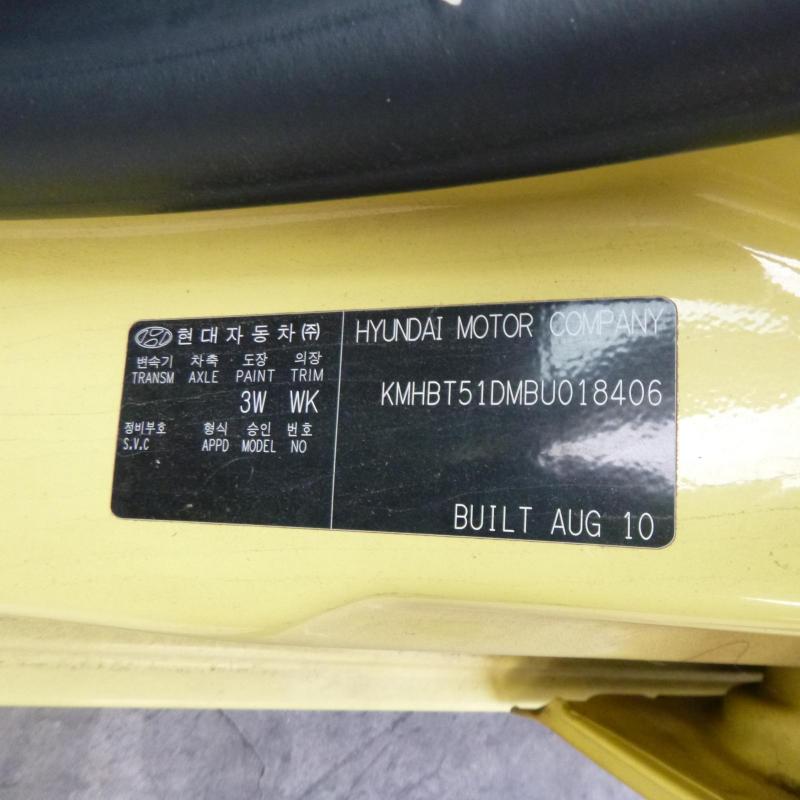 현대자동차(주)
변속기 차축 도장 의장
TRANSM AXLE PAINT TRIM
3W WK
정비부호 형식 승인 번호
S.V.C APPD MODEL NO
HYUNDAI MOTOR COMPANY
KMHBT51DMBU018406
BUILT AUG 10